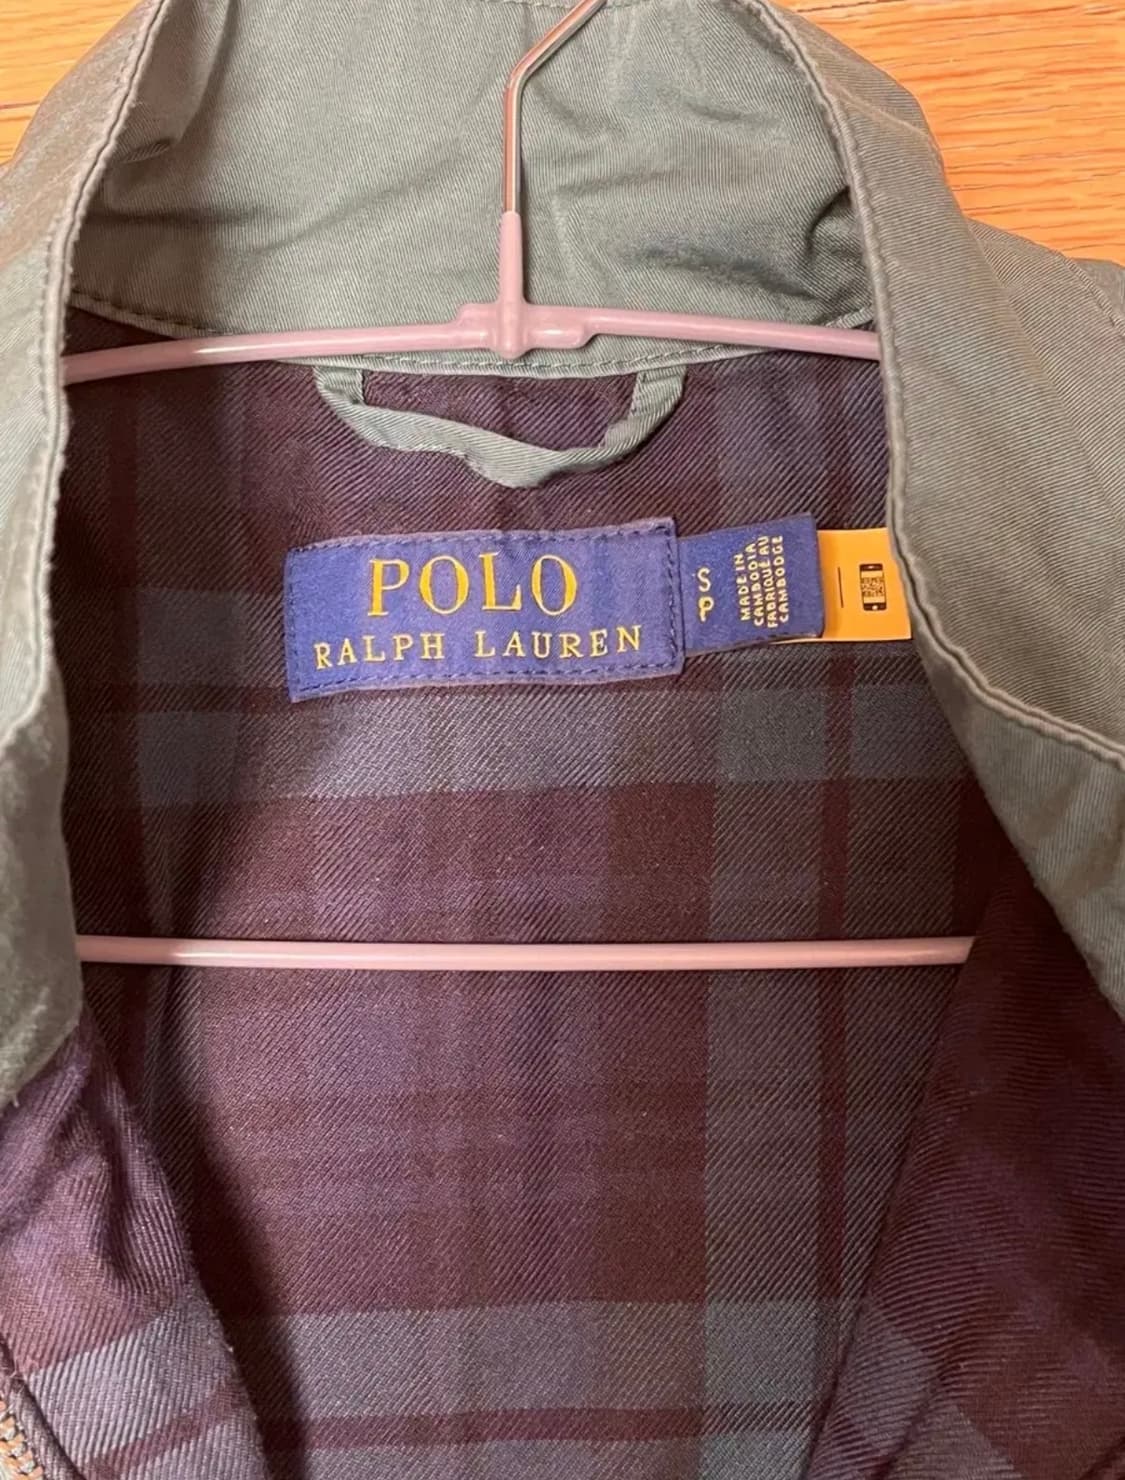 POLO
RALPH LAUREN
S
P
MADE IN
CAMBODIA
FABRIQUÉ AU
CAMBODGE